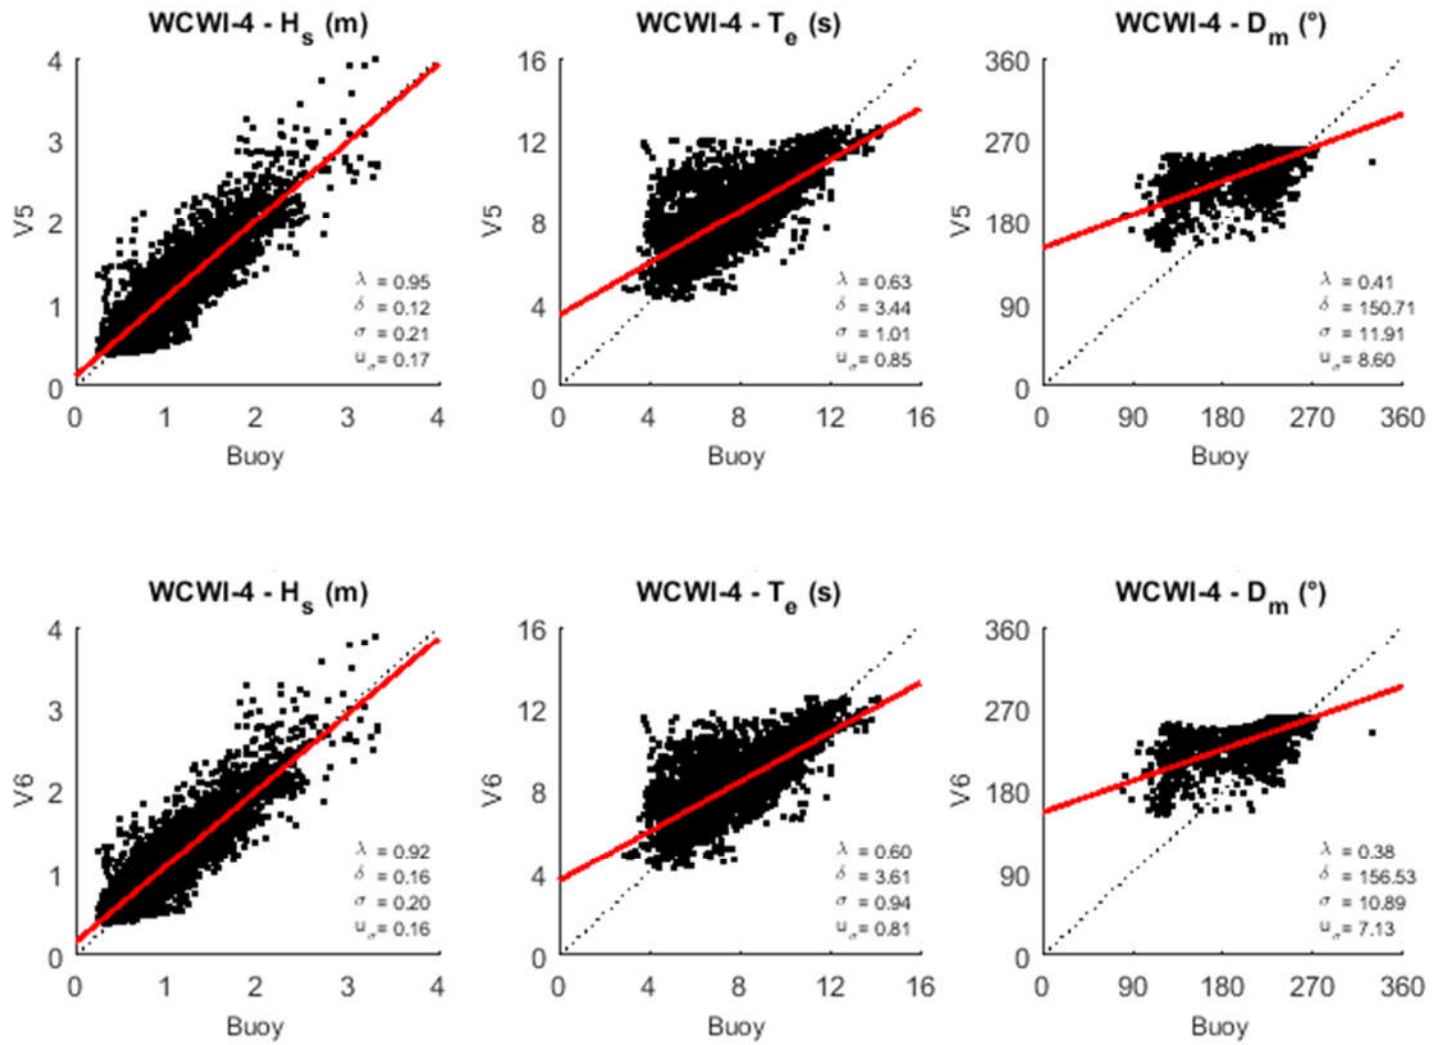 WCWI-4 - Hs (m)
4
3
2
1
0
V5
λ = 0.95
δ = 0.12
σ = 0.21
uσ= 0.17
0 1 2 3 4
Buoy
WCWI-4 - Te (s)
16
12
8
4
0
V5
λ = 0.63
δ = 3.44
σ = 1.01
uσ= 0.85
0 4 8 12 16
Buoy
WCWI-4 - Dm (°)
360
270
180
90
0
V5
λ = 0.41
δ = 150.71
σ = 11.91
uσ= 8.60
0 90 180 270 360
Buoy
WCWI-4 - Hs (m)
4
3
2
1
0
V6
λ = 0.92
δ = 0.16
σ = 0.20
uσ= 0.16
0 1 2 3 4
Buoy
WCWI-4 - Te (s)
16
12
8
4
0
V6
λ = 0.60
δ = 3.61
σ = 0.94
uσ= 0.81
0 4 8 12 16
Buoy
WCWI-4 - Dm (°)
360
270
180
90
0
V6
λ = 0.38
δ = 156.53
σ = 10.89
uσ= 7.13
0 90 180 270 360
Buoy